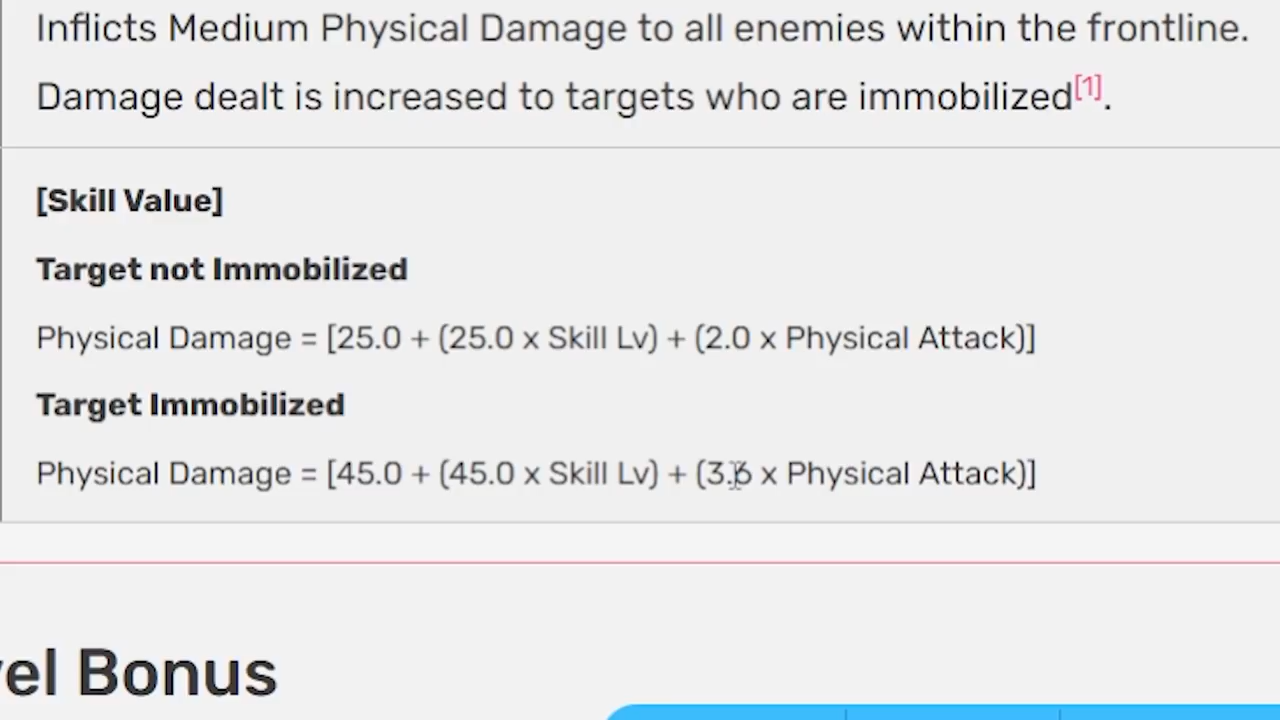 Inflicts Medium Physical Damage to all enemies within the frontline.
Damage dealt is increased to targets who are immobilized[1].
[Skill Value]
Target not Immobilized
Physical Damage = [25.0 + (25.0 x Skill Lv) + (2.0 x Physical Attack)]
Target Immobilized
Physical Damage = [45.0 + (45.0 x Skill Lv) + (3.6 x Physical Attack)]
vel Bonus